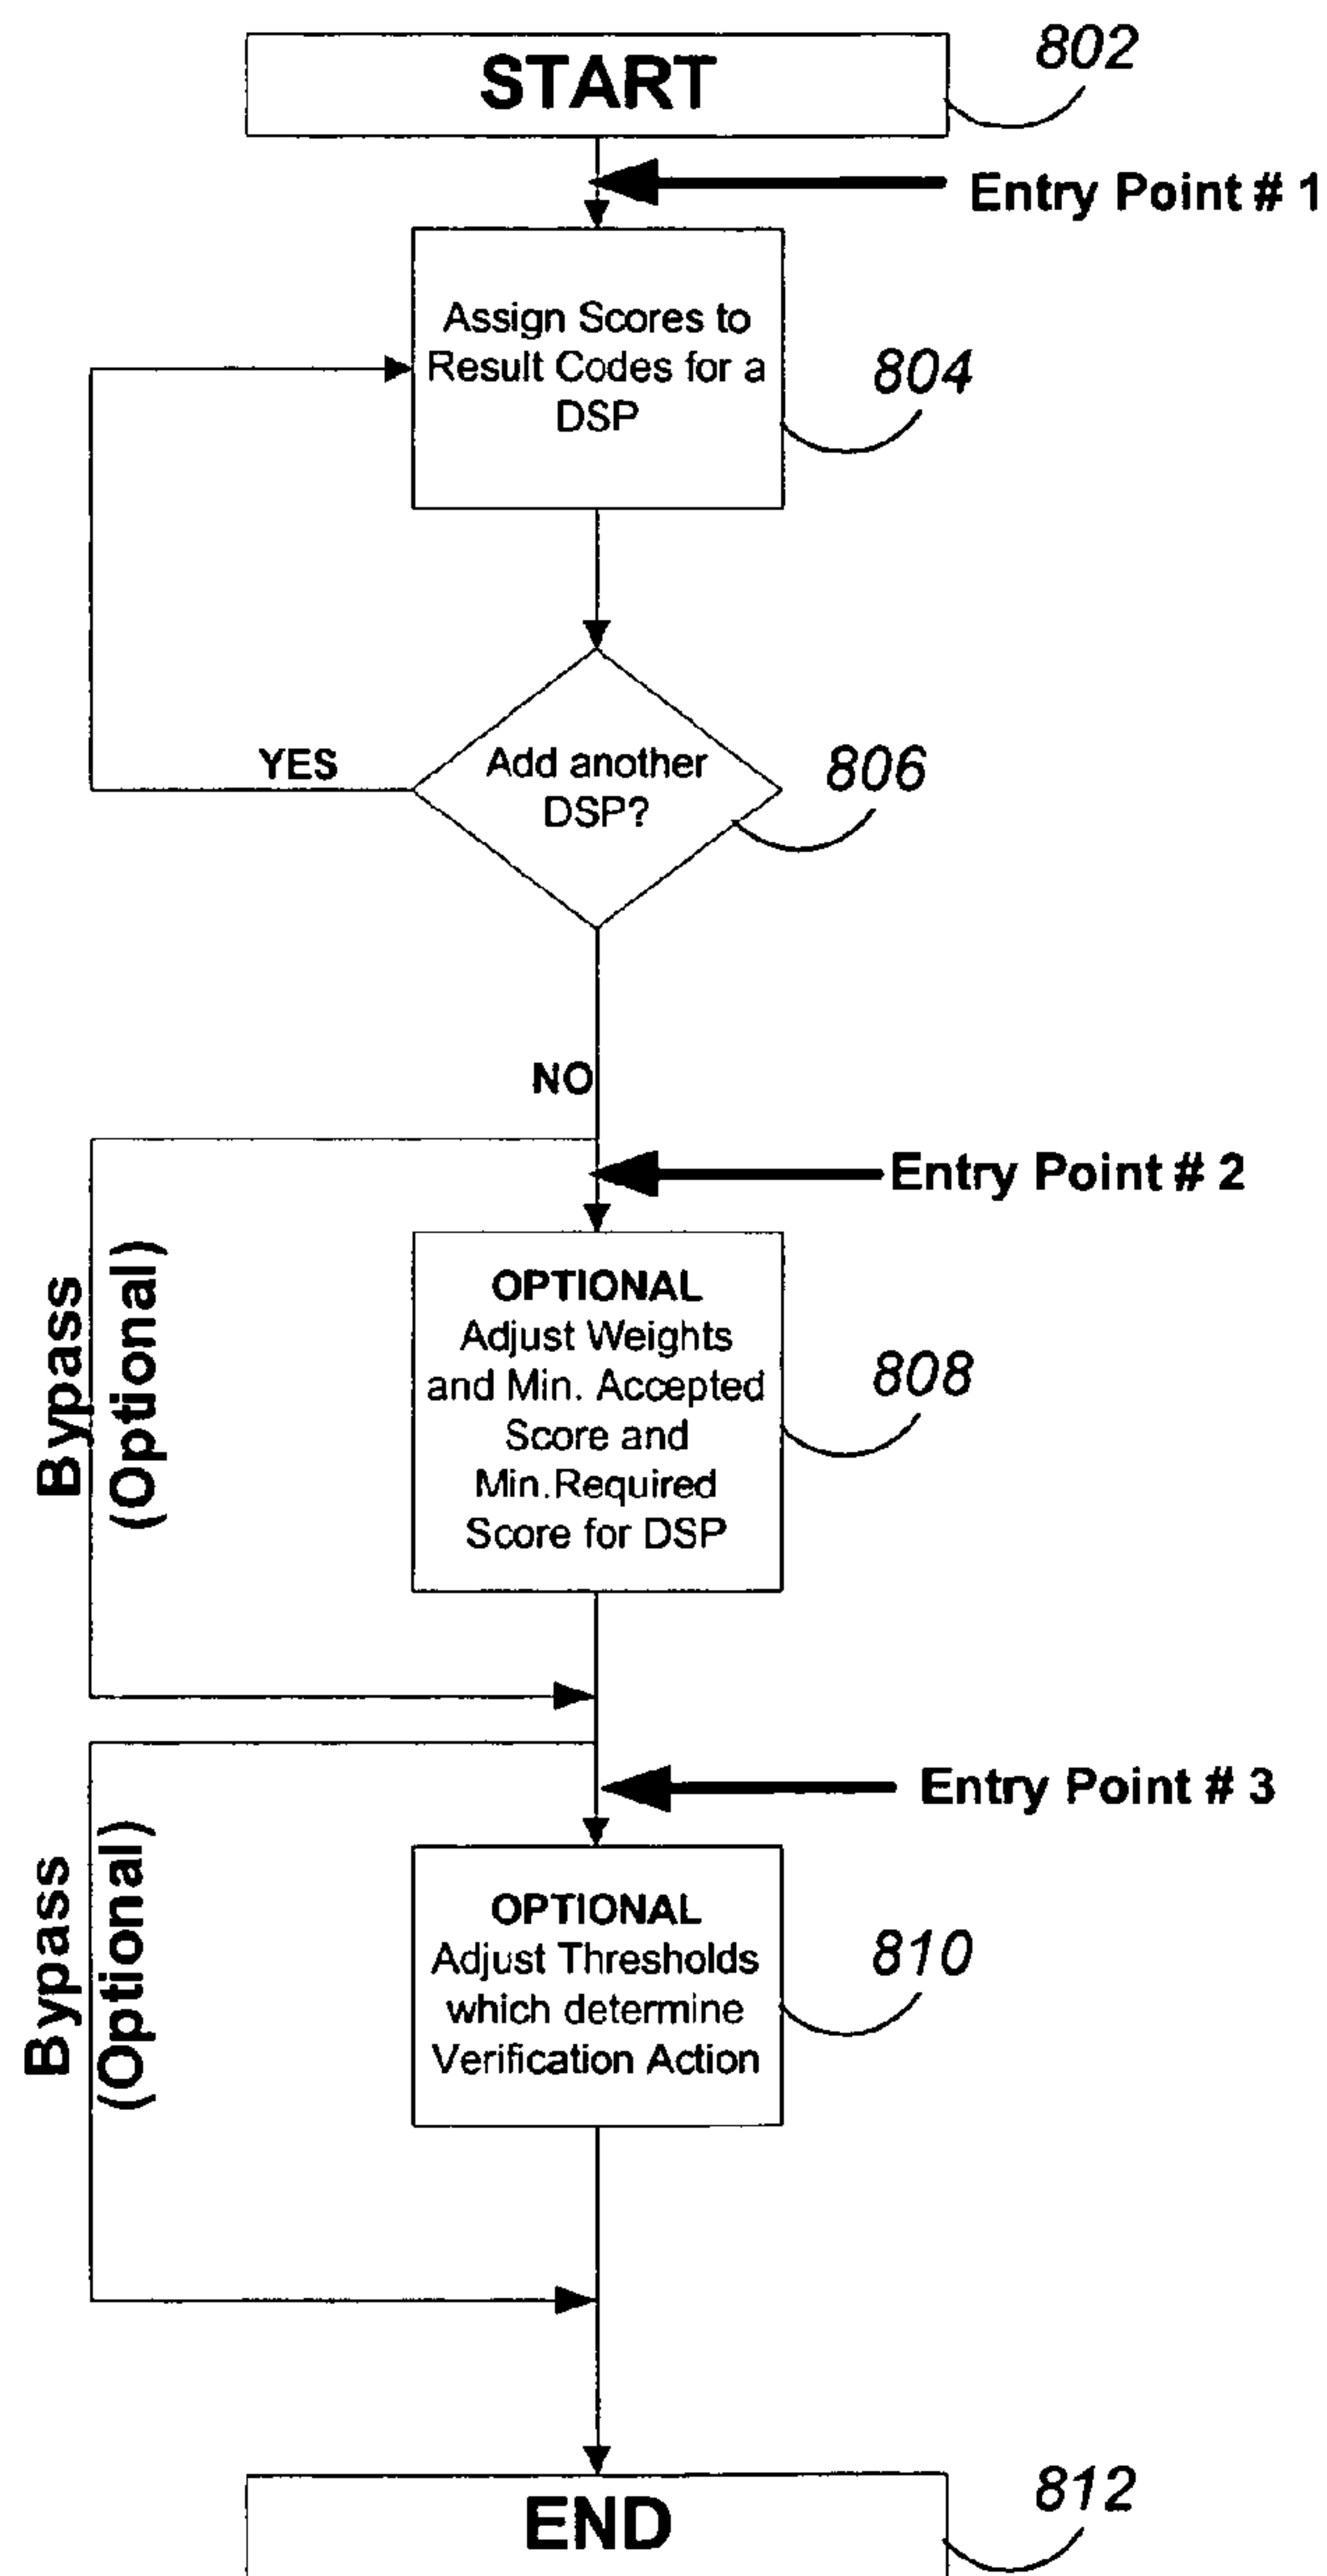 START
802
Entry Point # 1
Assign Scores to
Result Codes for a
DSP
804
YES
Add another
DSP?
806
NO
Entry Point # 2
Bypass
(Optional)
OPTIONAL
Adjust Weights
and Min. Accepted
Score and
Min.Required
Score for DSP
808
Entry Point # 3
Bypass
(Optional)
OPTIONAL
Adjust Thresholds
which determine
Verification Action
810
END
812